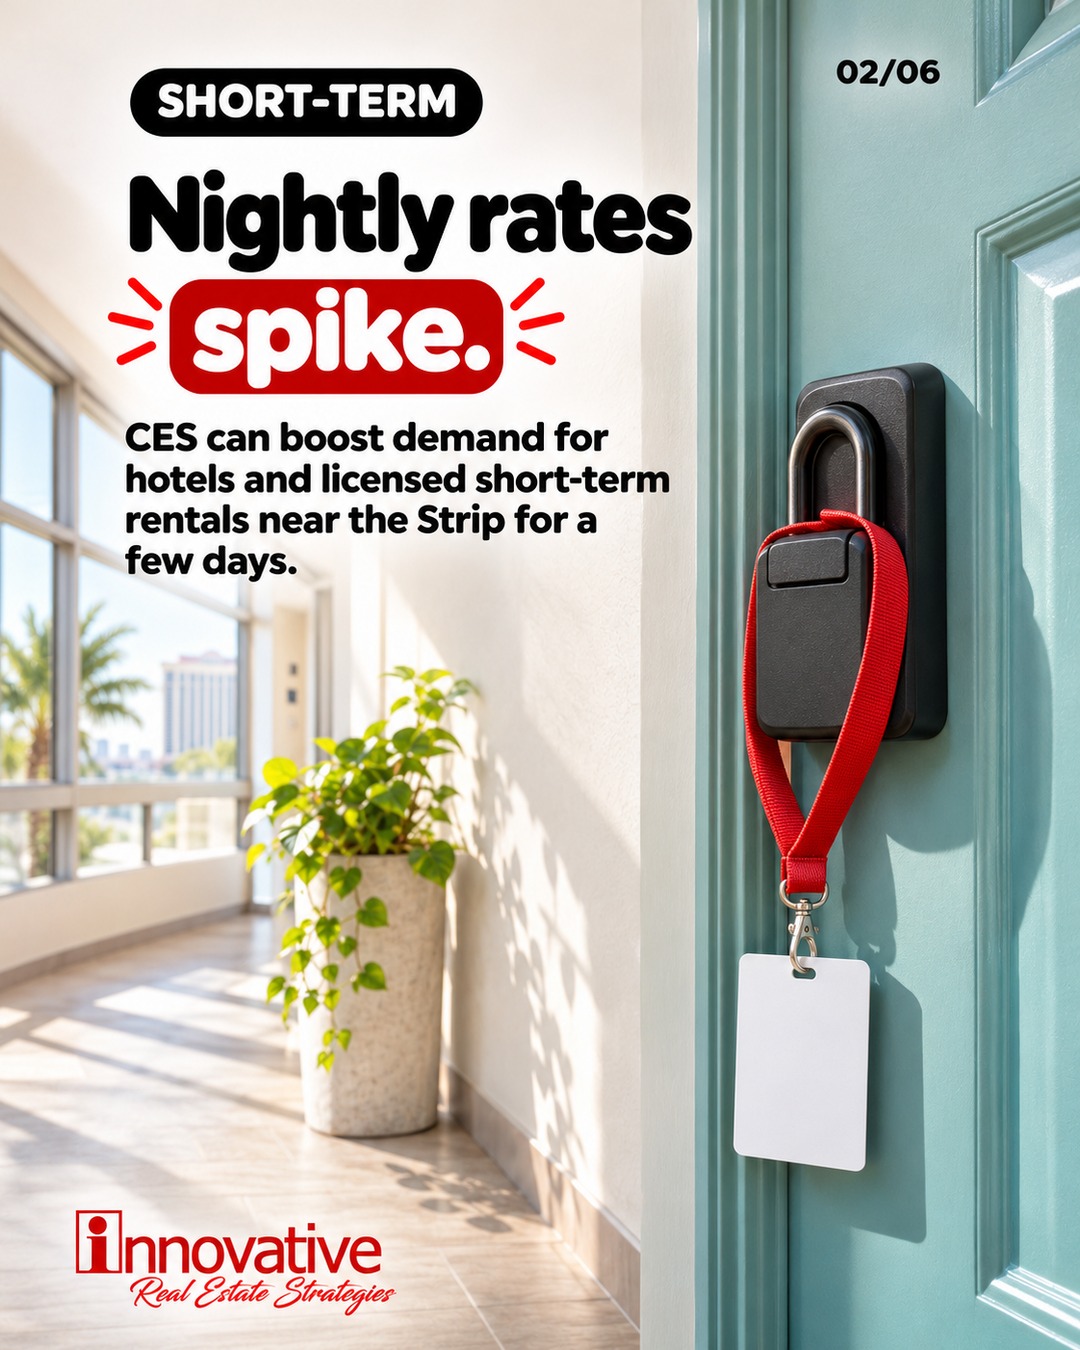 SHORT-TERM
02/06
Nightly rates
spike.
CES can boost demand for
hotels and licensed short-term
rentals near the Strip for a
few days.
innovative
Real Estate Strategies